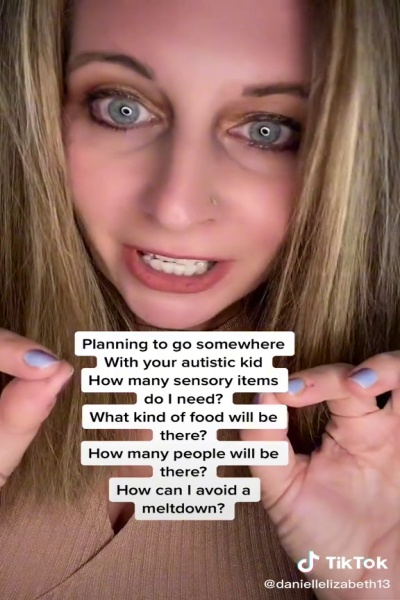 Planning to go somewhere
With your autistic kid
How many sensory items
do I need?
What kind of food will be
there?
How many people will be
there?
How can I avoid a
meltdown?
TikTok
@daniellelizabeth13